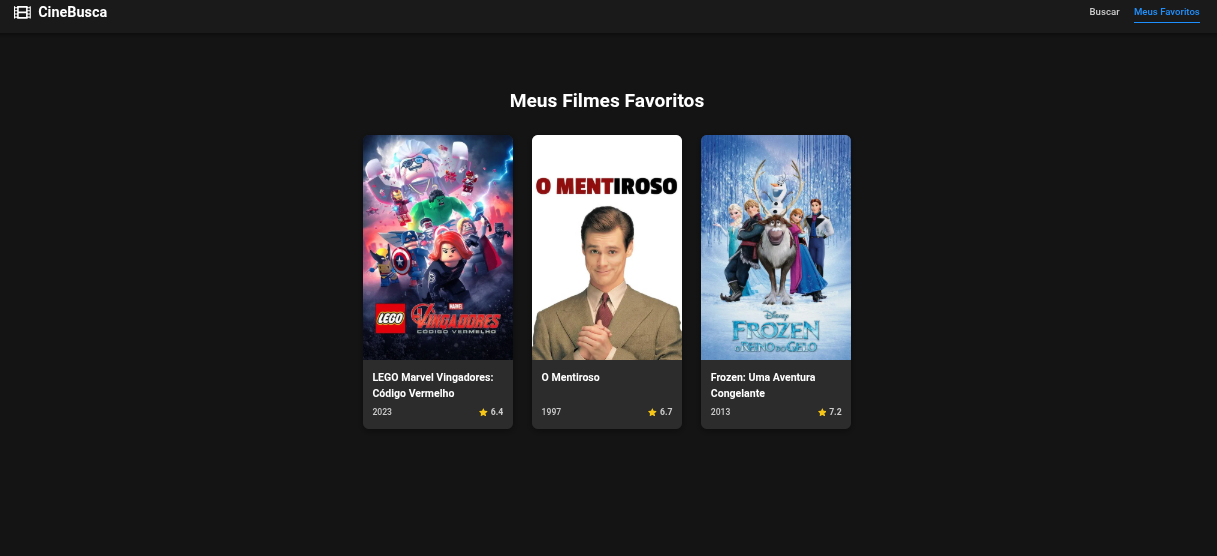 CineBusca
Buscar
Meus Favoritos
Meus Filmes Favoritos
MARVEL
LEGO
VINGADORES
CÓDIGO VERMELHO
O MENTIROSO
Disney
FROZEN
O REINO DO GELO
LEGO Marvel Vingadores:
Código Vermelho
2023
6.4
O Mentiroso
1997
6.7
Frozen: Uma Aventura
Congelante
2013
7.2